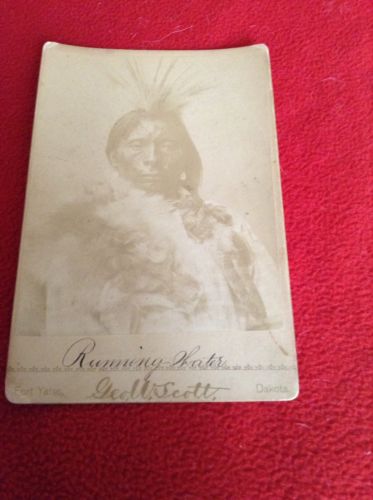 Running Water
Fort Yates, Geo W. Scott. Dakota.